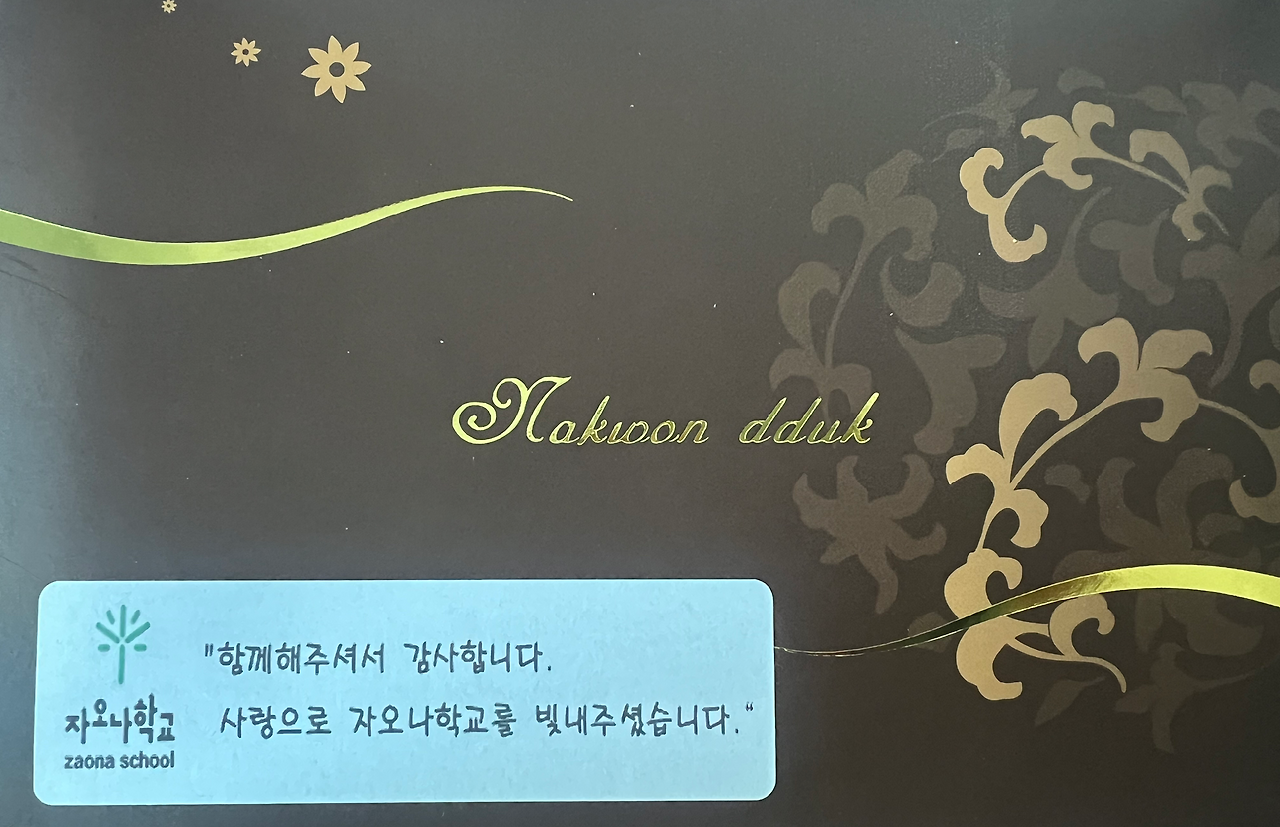 Nakwoon dduk
"함께해주셔서 감사합니다.
사랑으로 자오나학교를 빛내주셨습니다."
자오나학교
zaona school